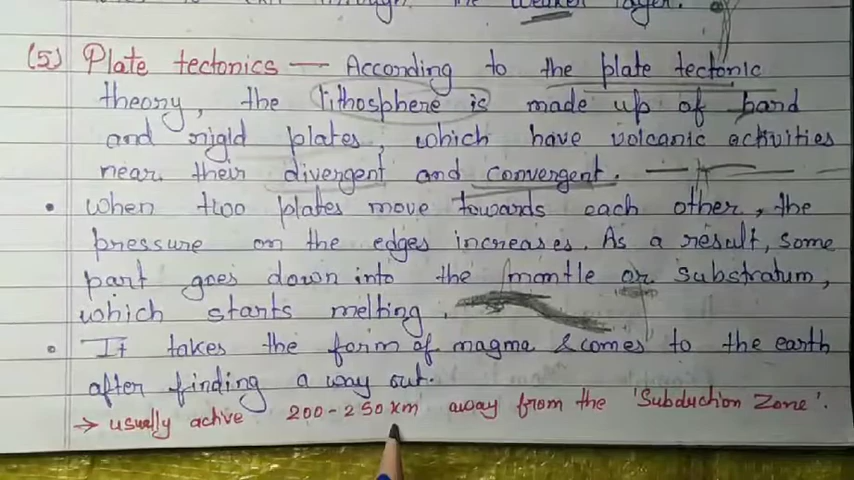 the weaker layer.
(5) Plate tectonics — According to the plate tectonic
theory, the lithosphere is made up of hard
and rigid plates, which have volcanic activities
near their divergent and convergent.
• When two plates move towards each other, the
pressure on the edges increases. As a result, some
part goes down into the mantle or substratum,
which starts melting.
• It takes the form of magma & comes to the earth
after finding a way out.
→ usually active 200-250 km away from the 'Subduction Zone'.